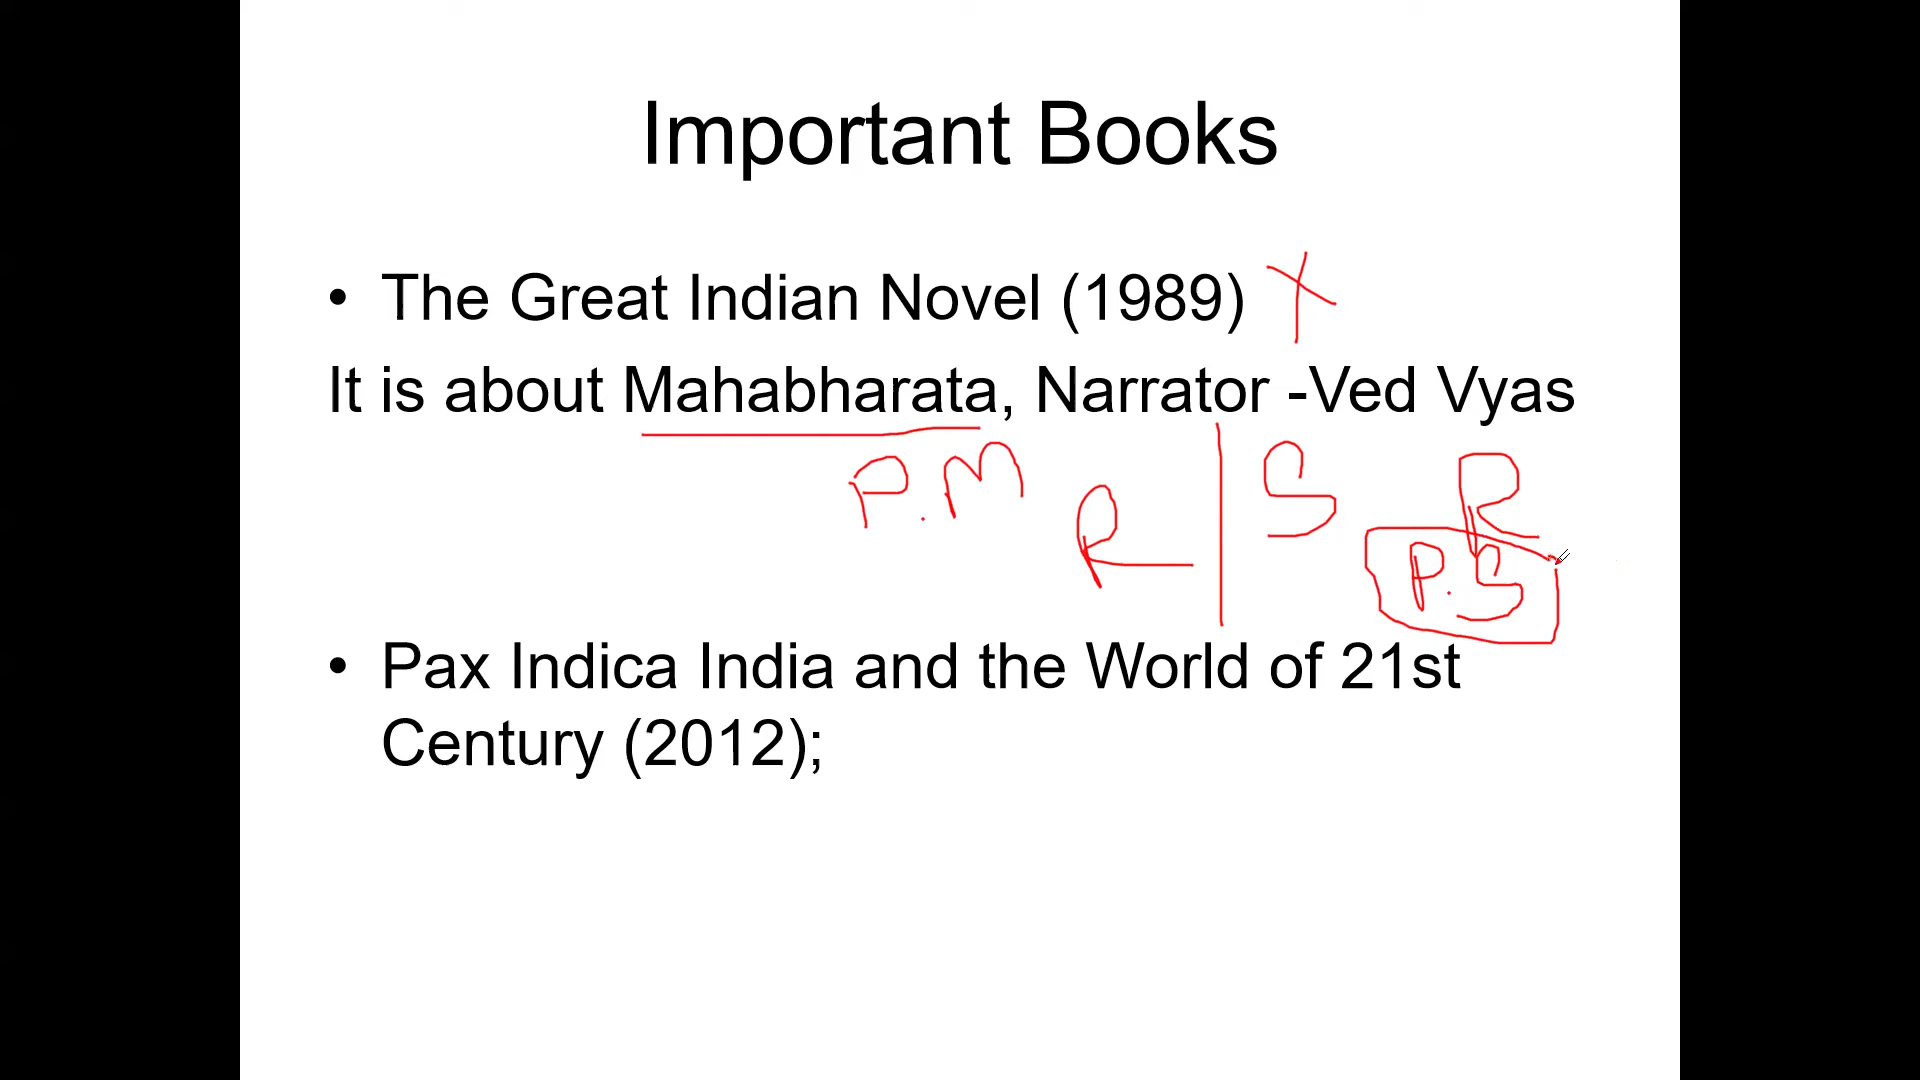 Important Books
• The Great Indian Novel (1989) X
It is about Mahabharata, Narrator -Ved Vyas
P.M R | S R
P.S
• Pax Indica India and the World of 21st
Century (2012);